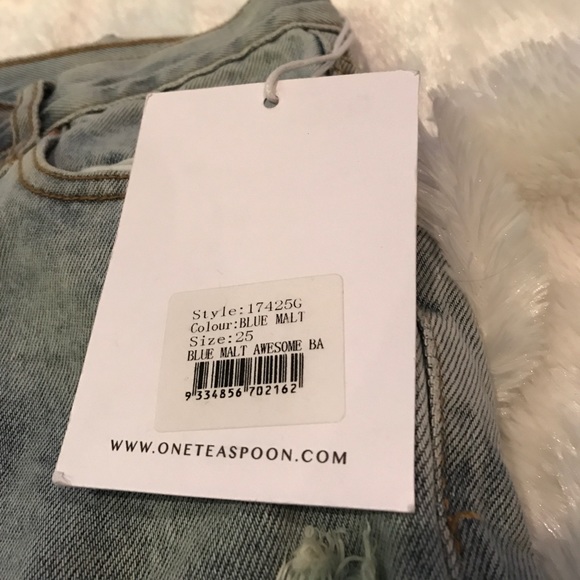 Style:17425G
Colour:BLUE MALT
Size:25
BLUE MALT AWESOME BA
9 334856 702162
WWW.ONETEASPOON.COM